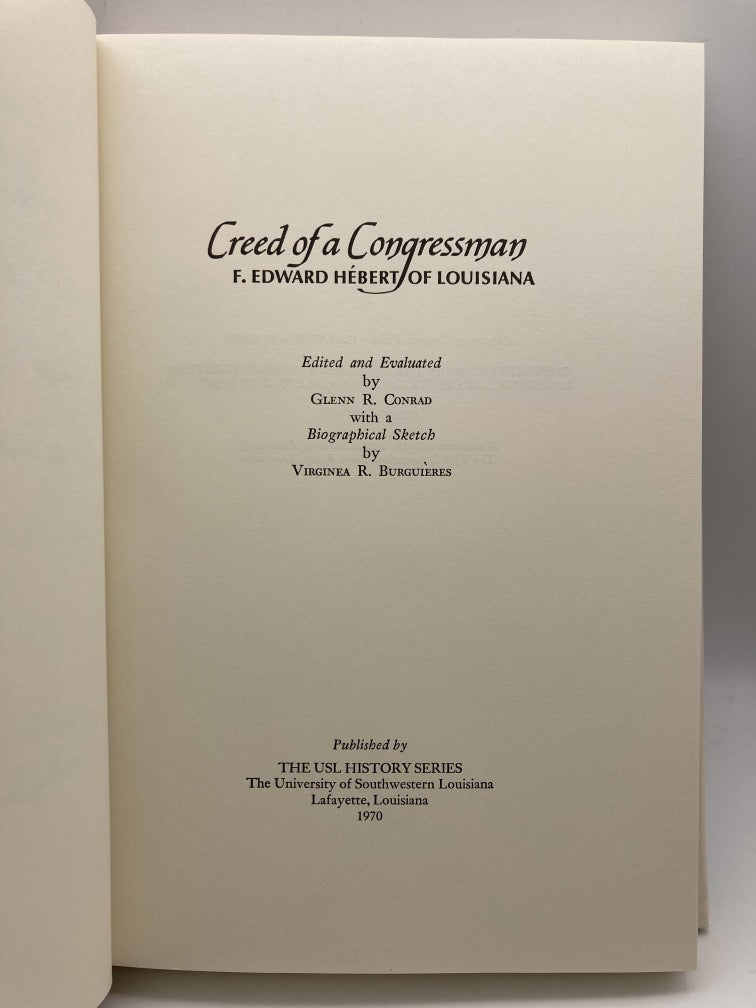 Creed of a Congressman
F. EDWARD HÉBERT OF LOUISIANA
Edited and Evaluated
by
GLENN R. CONRAD
with a
Biographical Sketch
by
VIRGINEA R. BURGUIÈRES
Published by
THE USL HISTORY SERIES
The University of Southwestern Louisiana
Lafayette, Louisiana
1970